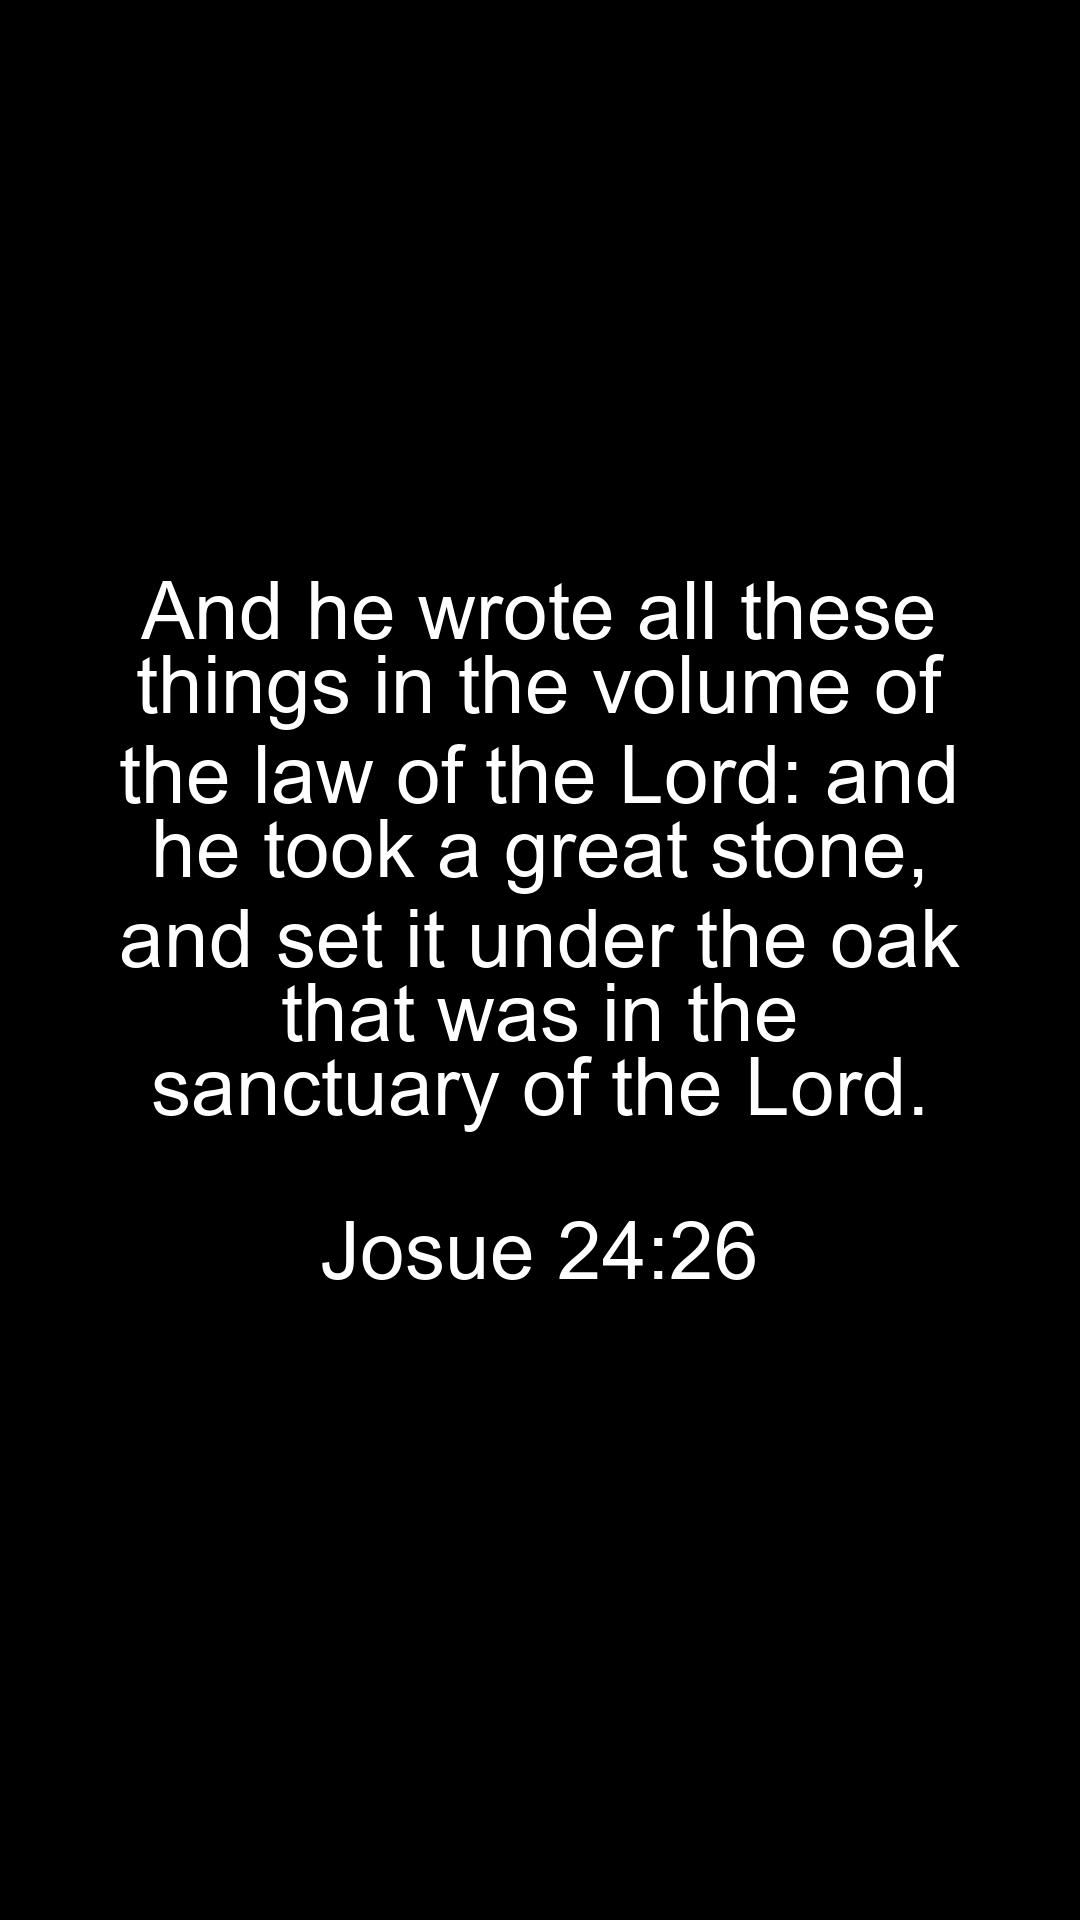 And he wrote all these
things in the volume of
the law of the Lord: and
he took a great stone,
and set it under the oak
that was in the
sanctuary of the Lord.
Josue 24:26